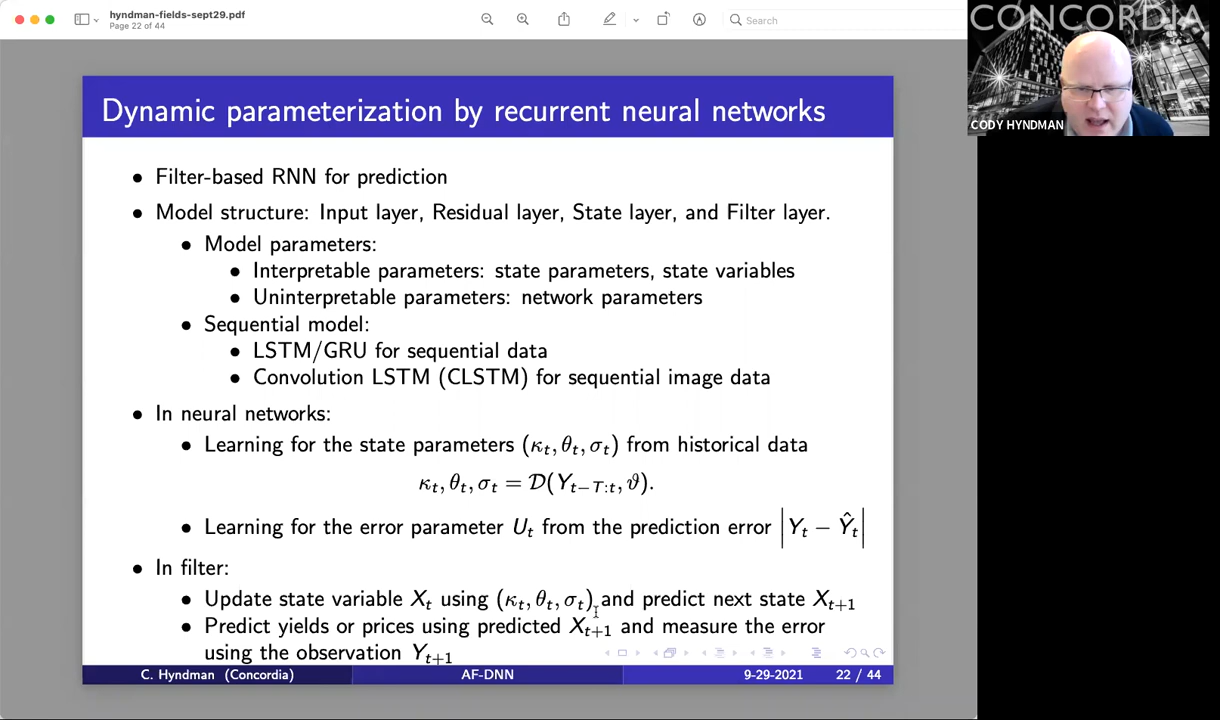 hyndman-fields-sept29.pdf
Page 22 of 44
Search
CONCORDIA
CODY HYNDMAN
Dynamic parameterization by recurrent neural networks
• Filter-based RNN for prediction
• Model structure: Input layer, Residual layer, State layer, and Filter layer.
• Model parameters:
• Interpretable parameters: state parameters, state variables
• Uninterpretable parameters: network parameters
• Sequential model:
• LSTM/GRU for sequential data
• Convolution LSTM (CLSTM) for sequential image data
• In neural networks:
• Learning for the state parameters (κ_t, θ_t, σ_t) from historical data
κ_t, θ_t, σ_t = 𝒟(Y_{t−T:t}, ϑ).
• Learning for the error parameter U_t from the prediction error |Y_t − Ŷ_t|
• In filter:
• Update state variable X_t using (κ_t, θ_t, σ_t) and predict next state X_{t+1}
• Predict yields or prices using predicted X_{t+1} and measure the error
using the observation Y_{t+1}
C. Hyndman (Concordia) AF-DNN 9-29-2021 22 / 44